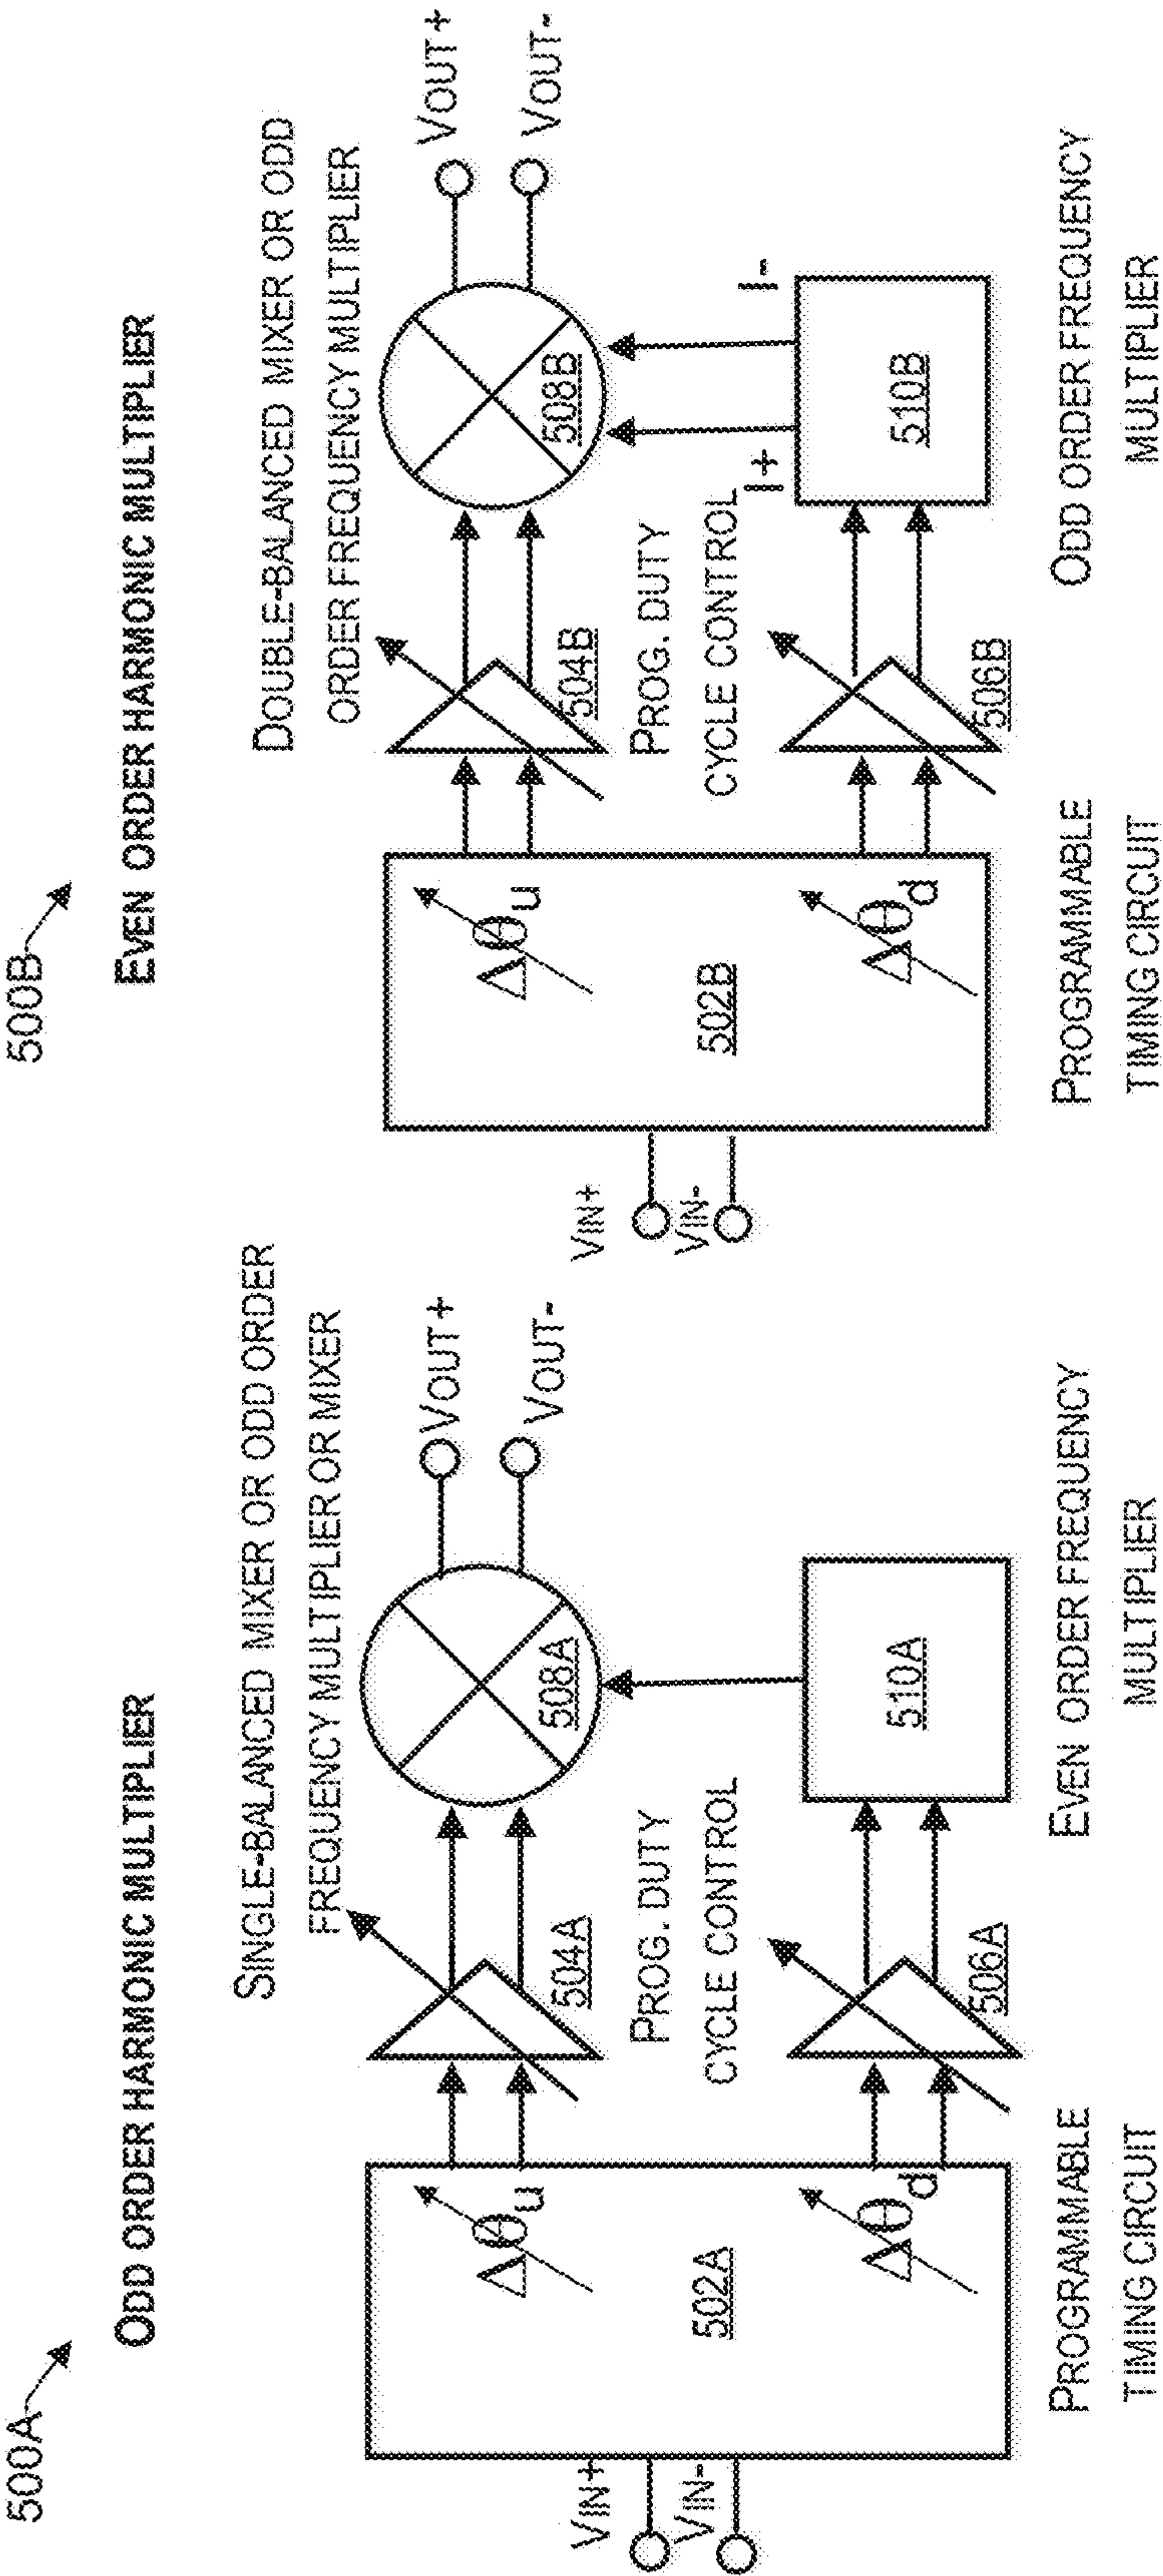 500A
ODD ORDER HARMONIC MULTIPLIER
SINGLE-BALANCED MIXER OR ODD ORDER
FREQUENCY MULTIPLIER OR MIXER
VIN+
VIN-
Δθu
502A
Δθd
504A
PROG. DUTY
CYCLE CONTROL
506A
508A
510A
VOUT+
VOUT-
PROGRAMMABLE
TIMING CIRCUIT
EVEN ORDER FREQUENCY
MULTIPLIER
500B
EVEN ORDER HARMONIC MULTIPLIER
DOUBLE-BALANCED MIXER OR ODD
ORDER FREQUENCY MULTIPLIER
VIN+
VIN-
Δθu
502B
Δθd
504B
PROG. DUTY
CYCLE CONTROL
506B
508B
I+
I-
510B
VOUT+
VOUT-
PROGRAMMABLE
TIMING CIRCUIT
ODD ORDER FREQUENCY
MULTIPLIER